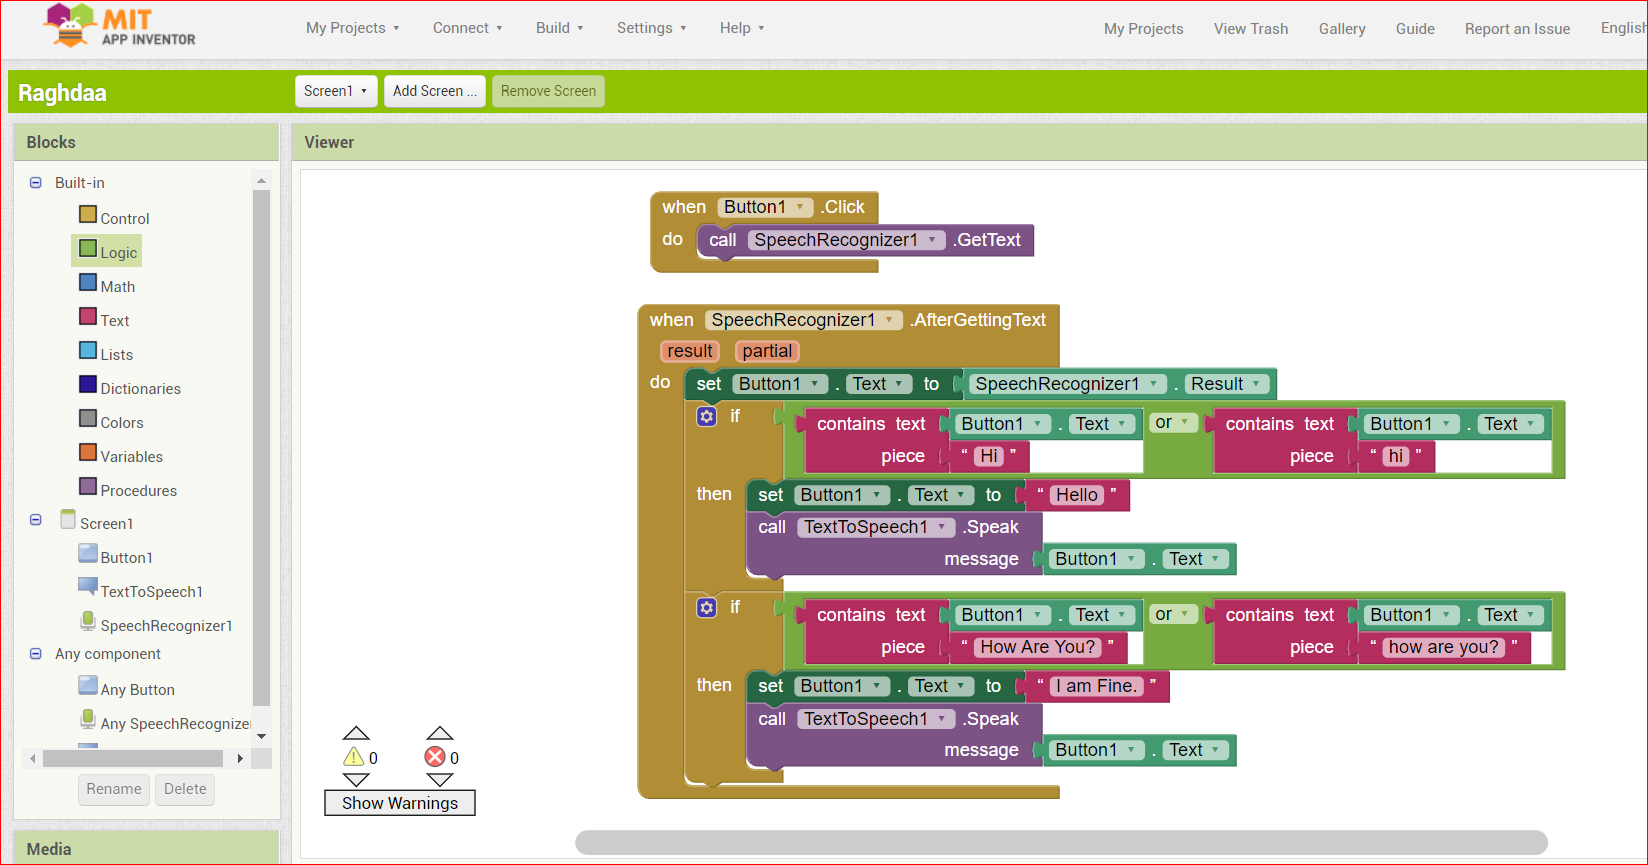 MIT
APP INVENTOR
My Projects Connect Build Settings Help My Projects View Trash Gallery Guide Report an Issue English
Raghdaa Screen1 Add Screen ... Remove Screen
Blocks
Built-in
Control
Logic
Math
Text
Lists
Dictionaries
Colors
Variables
Procedures
Screen1
Button1
TextToSpeech1
SpeechRecognizer1
Any component
Any Button
Any SpeechRecognizer
Rename Delete
Media
Viewer
when Button1 .Click
do call SpeechRecognizer1 .GetText
when SpeechRecognizer1 .AfterGettingText
result partial
do set Button1 . Text to SpeechRecognizer1 . Result
if contains text Button1 . Text or contains text Button1 . Text
piece “ Hi ” piece “ hi ”
then set Button1 . Text to “ Hello ”
call TextToSpeech1 .Speak
message Button1 . Text
if contains text Button1 . Text or contains text Button1 . Text
piece “ How Are You? ” piece “ how are you? ”
then set Button1 . Text to “ I am Fine. ”
call TextToSpeech1 .Speak
message Button1 . Text
0 0
Show Warnings